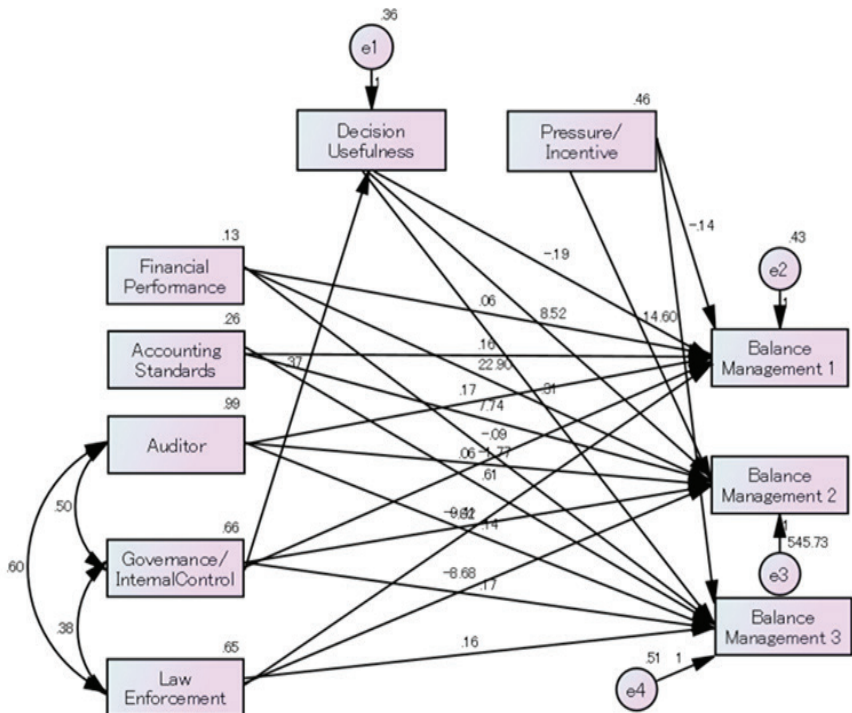 .36
e1
1
Decision
Usefulness
.46
Pressure/
Incentive
.13
Financial
Performance
.26
Accounting
Standards
.99
Auditor
.66
Governance/
InternalControl
.65
Law
Enforcement
.50
.60
.38
.43
e2
1
Balance
Management 1
Balance
Management 2
1
545.73
e3
Balance
Management 3
.51
1
e4
-.14
-.19
.06
8.52
14.60
.16
22.90
.37
.31
.17
7.74
-.09
.06
-1.77
.61
.14
-8.68
.17
.16